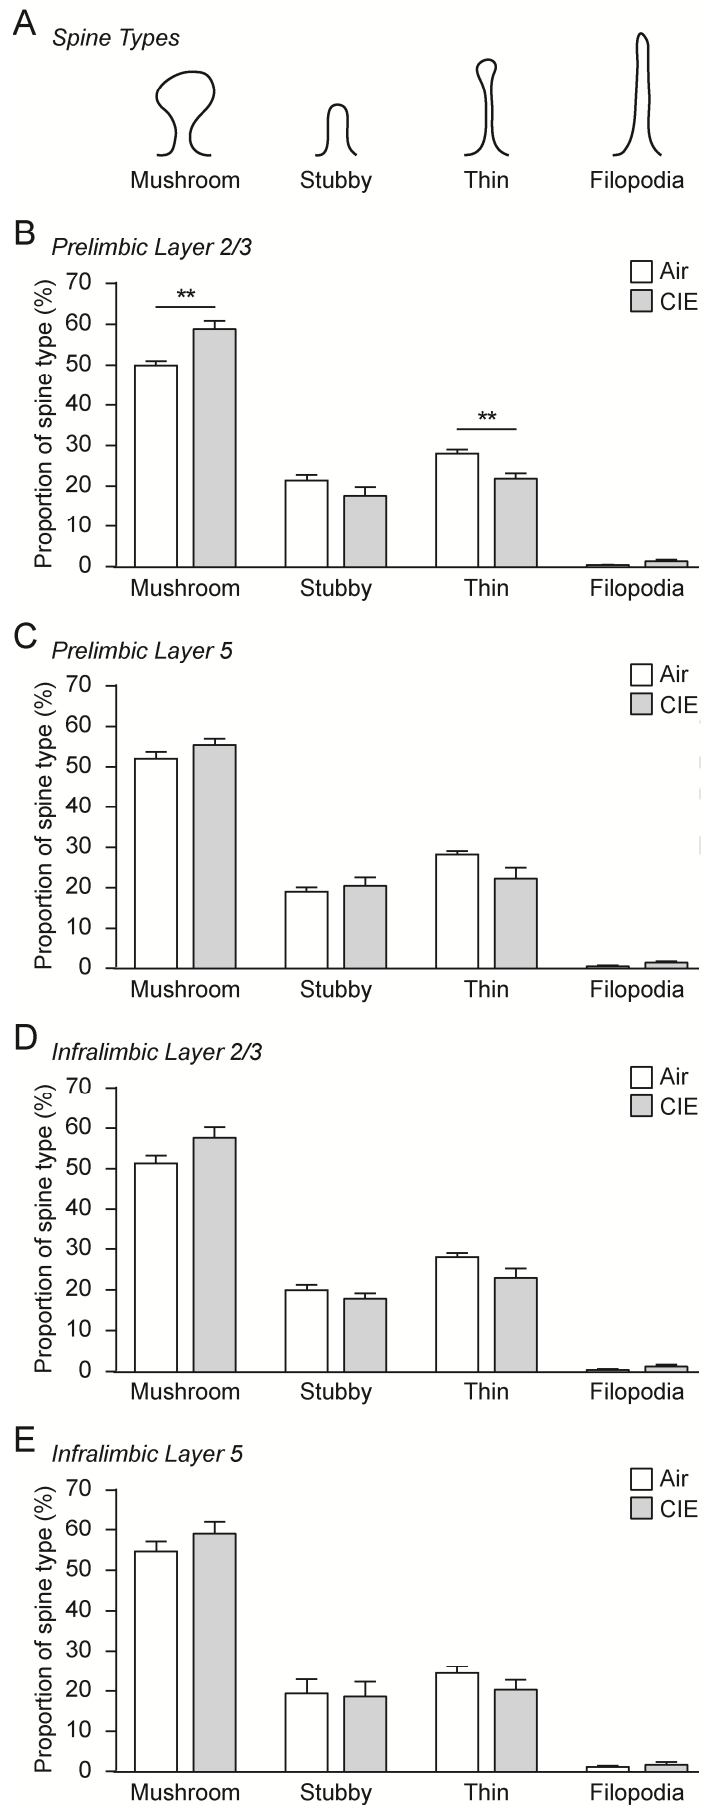 A Spine Types
Mushroom Stubby Thin Filopodia
B Prelimbic Layer 2/3
Proportion of spine type (%)
70
60
50
40
30
20
10
0
** **
Air
CIE
Mushroom Stubby Thin Filopodia
C Prelimbic Layer 5
Proportion of spine type (%)
70
60
50
40
30
20
10
0
Air
CIE
Mushroom Stubby Thin Filopodia
D Infralimbic Layer 2/3
Proportion of spine type (%)
70
60
50
40
30
20
10
0
Air
CIE
Mushroom Stubby Thin Filopodia
E Infralimbic Layer 5
Proportion of spine type (%)
70
60
50
40
30
20
10
0
Air
CIE
Mushroom Stubby Thin Filopodia